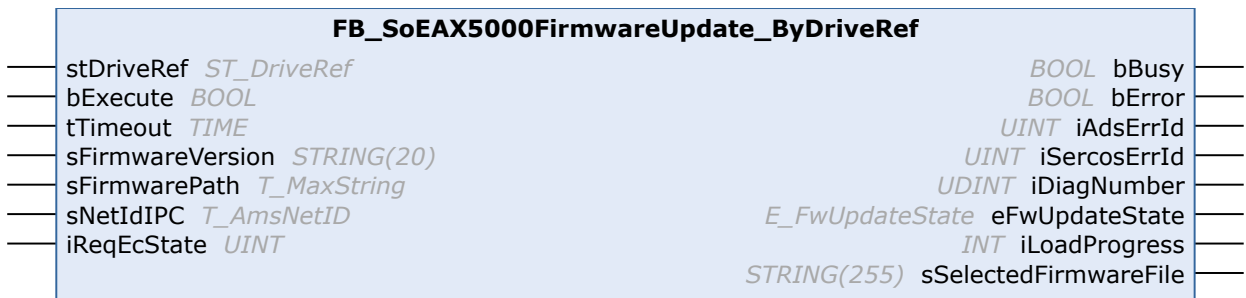 FB_SoEAX5000FirmwareUpdate_ByDriveRef
stDriveRef ST_DriveRef BOOL bBusy
bExecute BOOL BOOL bError
tTimeout TIME UINT iAdsErrId
sFirmwareVersion STRING(20) UINT iSercosErrId
sFirmwarePath T_MaxString UDINT iDiagNumber
sNetIdIPC T_AmsNetID E_FwUpdateState eFwUpdateState
iReqEcState UINT INT iLoadProgress
STRING(255) sSelectedFirmwareFile